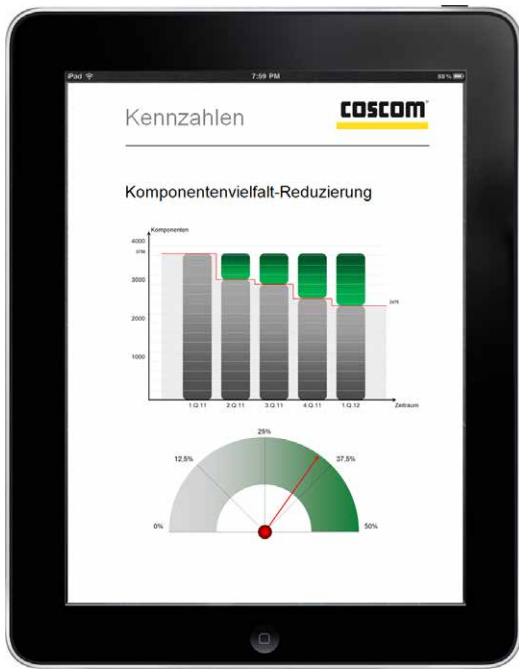 iPad 7:59 PM 88 %
Kennzahlen
coscom
Komponentenvielfalt-Reduzierung
Komponenten
4000
3000
2000
1000
1.Q.11 2.Q.11 3.Q.11 4.Q.11 1.Q.12 Zeitraum
25%
12,5% 37,5%
0% 50%